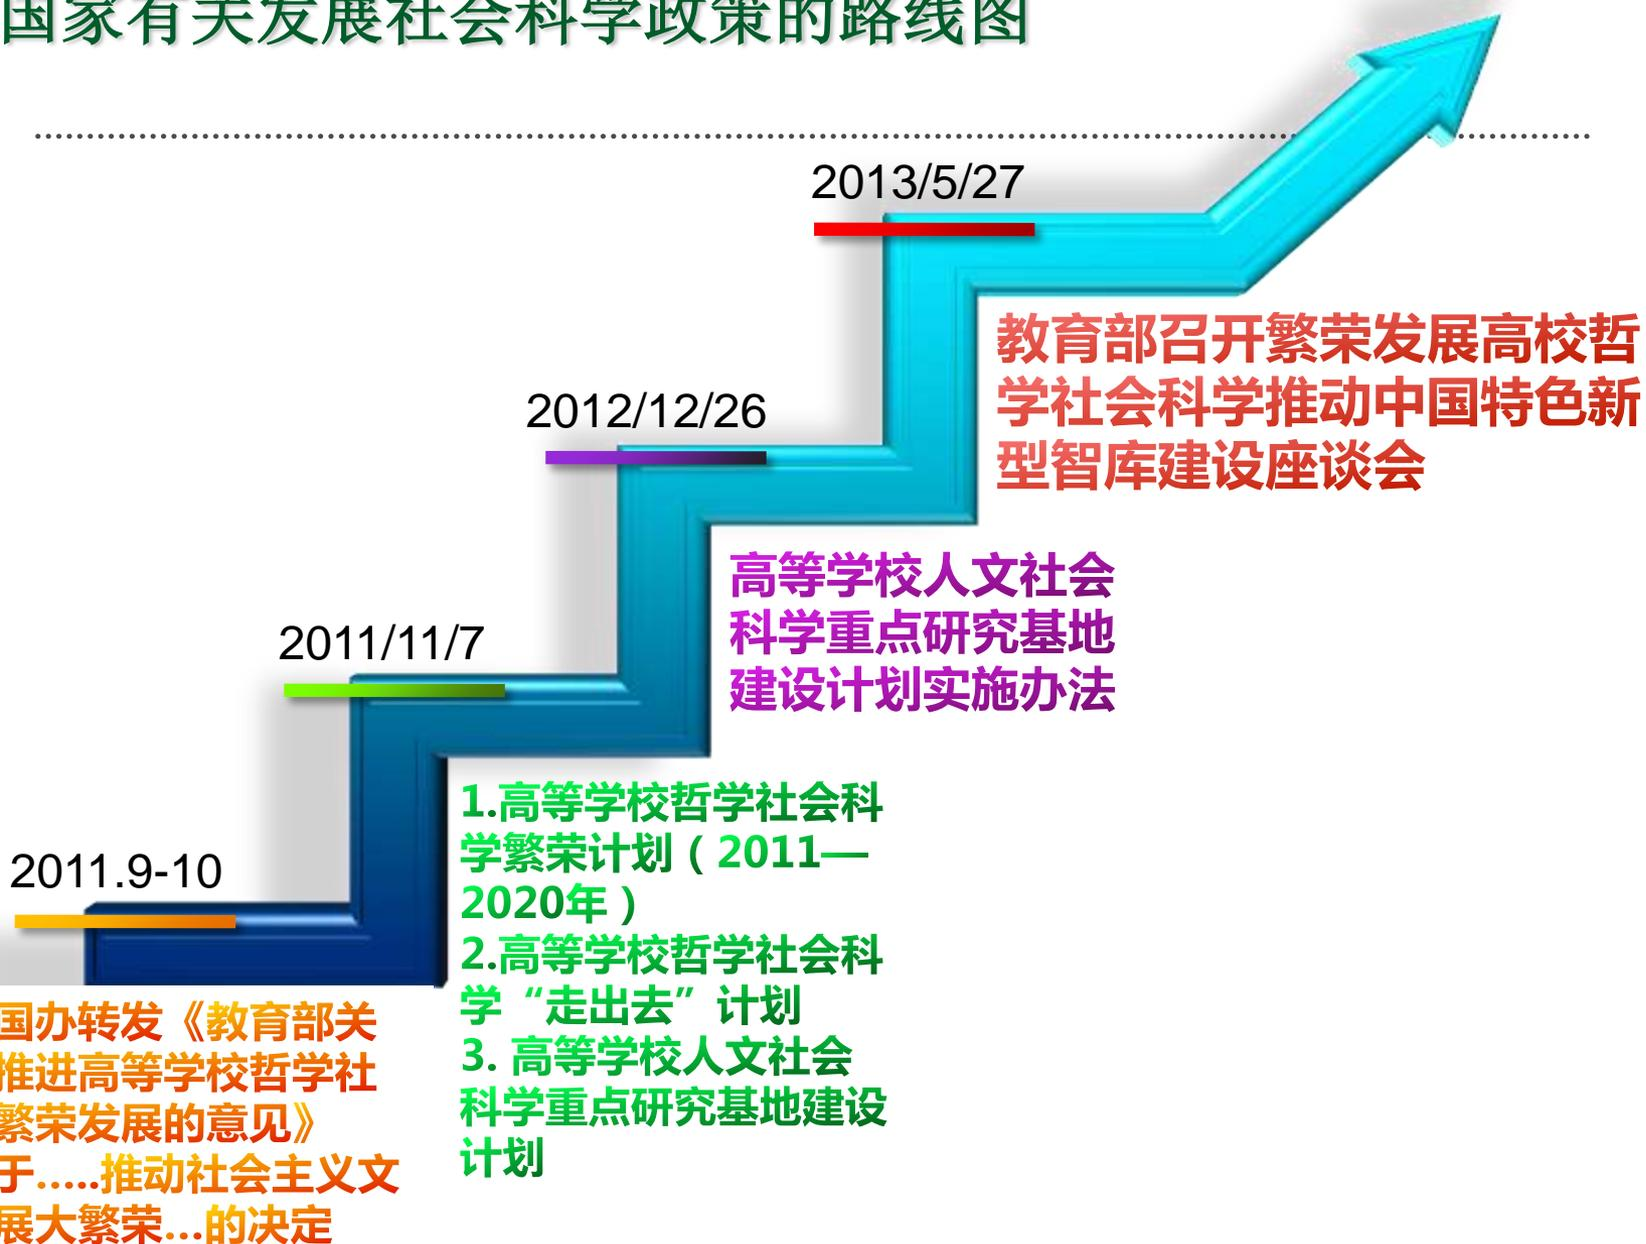 国家有关发展社会科学政策的路线图
2013/5/27
教育部召开繁荣发展高校哲
学社会科学推动中国特色新
型智库建设座谈会
2012/12/26
高等学校人文社会
科学重点研究基地
建设计划实施办法
2011/11/7
1.高等学校哲学社会科
学繁荣计划（2011—
2020年）
2.高等学校哲学社会科
学“走出去”计划
3. 高等学校人文社会
科学重点研究基地建设
计划
2011.9-10
国办转发《教育部关
推进高等学校哲学社
繁荣发展的意见》
于…..推动社会主义文
展大繁荣…的决定